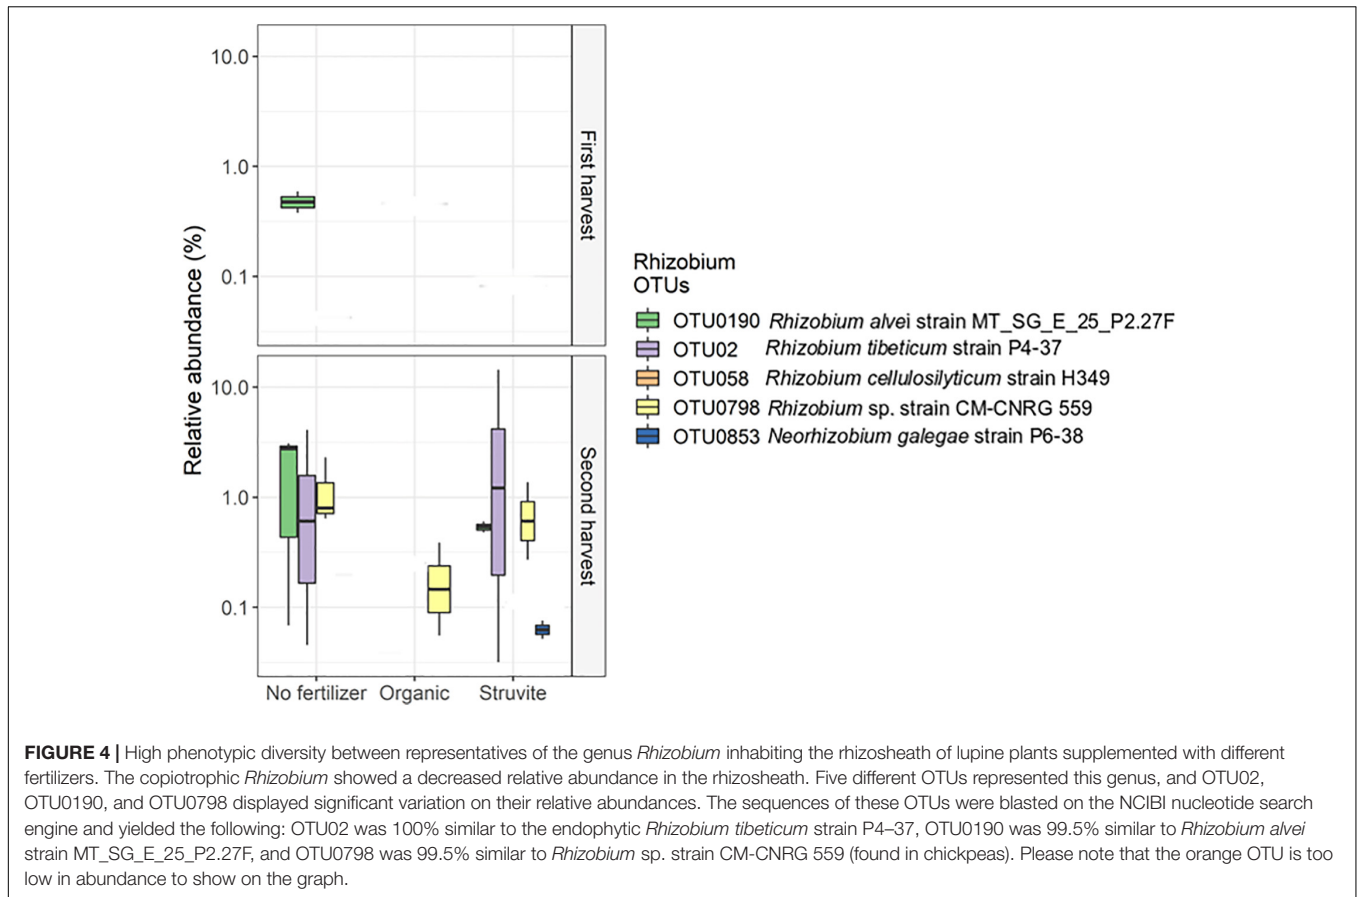 10.0
1.0
0.1
First harvest
Relative abundance (%)
10.0
1.0
0.1
Second harvest
No fertilizer Organic Struvite
Rhizobium
OTUs
OTU0190 Rhizobium alvei strain MT_SG_E_25_P2.27F
OTU02 Rhizobium tibeticum strain P4-37
OTU058 Rhizobium cellulosilyticum strain H349
OTU0798 Rhizobium sp. strain CM-CNRG 559
OTU0853 Neorhizobium galegae strain P6-38
FIGURE 4 | High phenotypic diversity between representatives of the genus Rhizobium inhabiting the rhizosheath of lupine plants supplemented with different
fertilizers. The copiotrophic Rhizobium showed a decreased relative abundance in the rhizosheath. Five different OTUs represented this genus, and OTU02,
OTU0190, and OTU0798 displayed significant variation on their relative abundances. The sequences of these OTUs were blasted on the NCIBI nucleotide search
engine and yielded the following: OTU02 was 100% similar to the endophytic Rhizobium tibeticum strain P4–37, OTU0190 was 99.5% similar to Rhizobium alvei
strain MT_SG_E_25_P2.27F, and OTU0798 was 99.5% similar to Rhizobium sp. strain CM-CNRG 559 (found in chickpeas). Please note that the orange OTU is too
low in abundance to show on the graph.